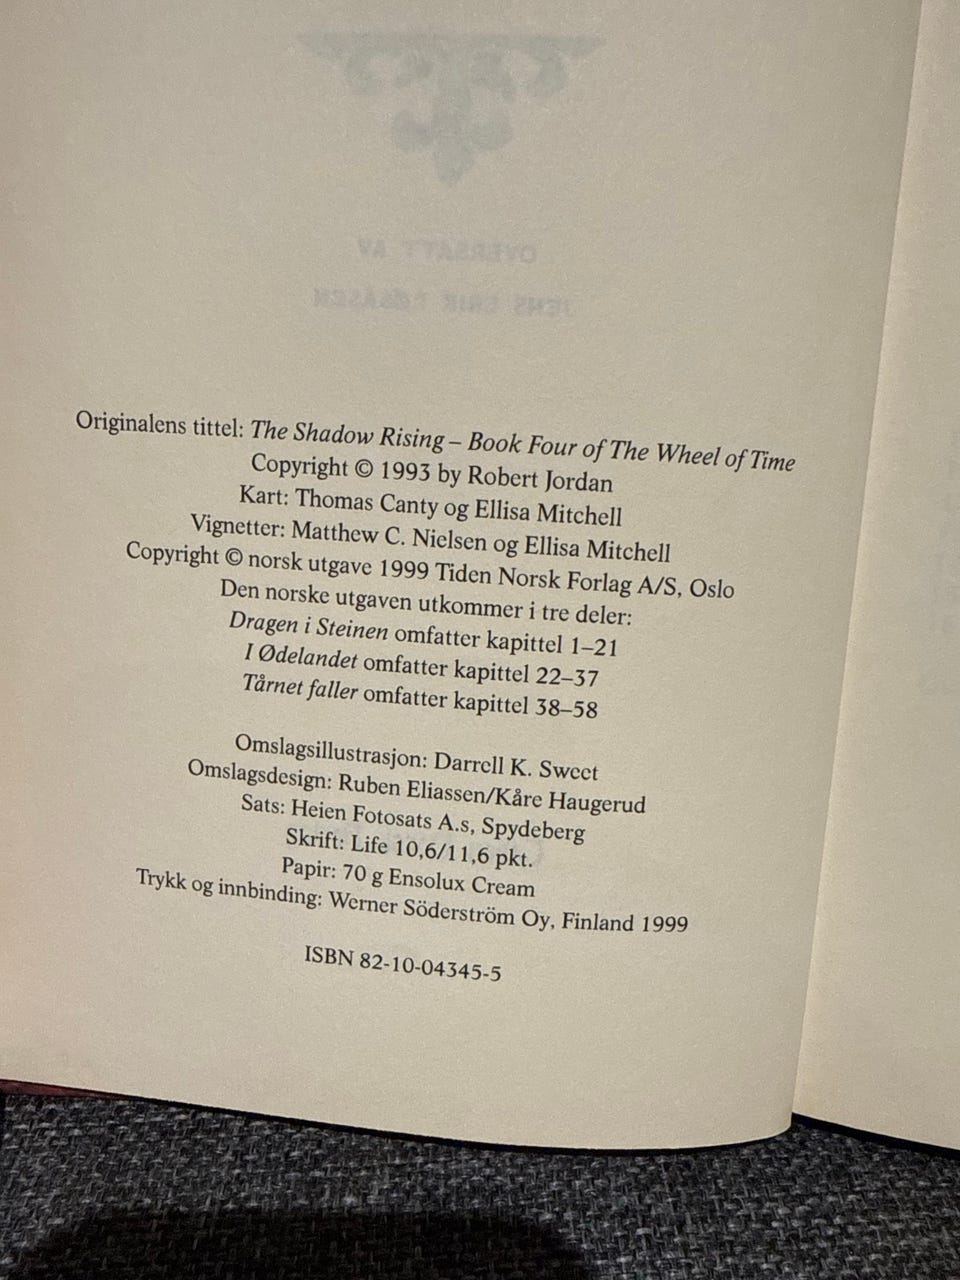 Originalens tittel: The Shadow Rising – Book Four of The Wheel of Time
Copyright © 1993 by Robert Jordan
Kart: Thomas Canty og Ellisa Mitchell
Vignetter: Matthew C. Nielsen og Ellisa Mitchell
Copyright © norsk utgave 1999 Tiden Norsk Forlag A/S, Oslo
Den norske utgaven utkommer i tre deler:
Dragen i Steinen omfatter kapittel 1–21
I Ødelandet omfatter kapittel 22–37
Tårnet faller omfatter kapittel 38–58
Omslagsillustrasjon: Darrell K. Sweet
Omslagsdesign: Ruben Eliassen/Kåre Haugerud
Sats: Heien Fotosats A.s, Spydeberg
Skrift: Life 10,6/11,6 pkt.
Papir: 70 g Ensolux Cream
Trykk og innbinding: Werner Söderström Oy, Finland 1999
ISBN 82-10-04345-5